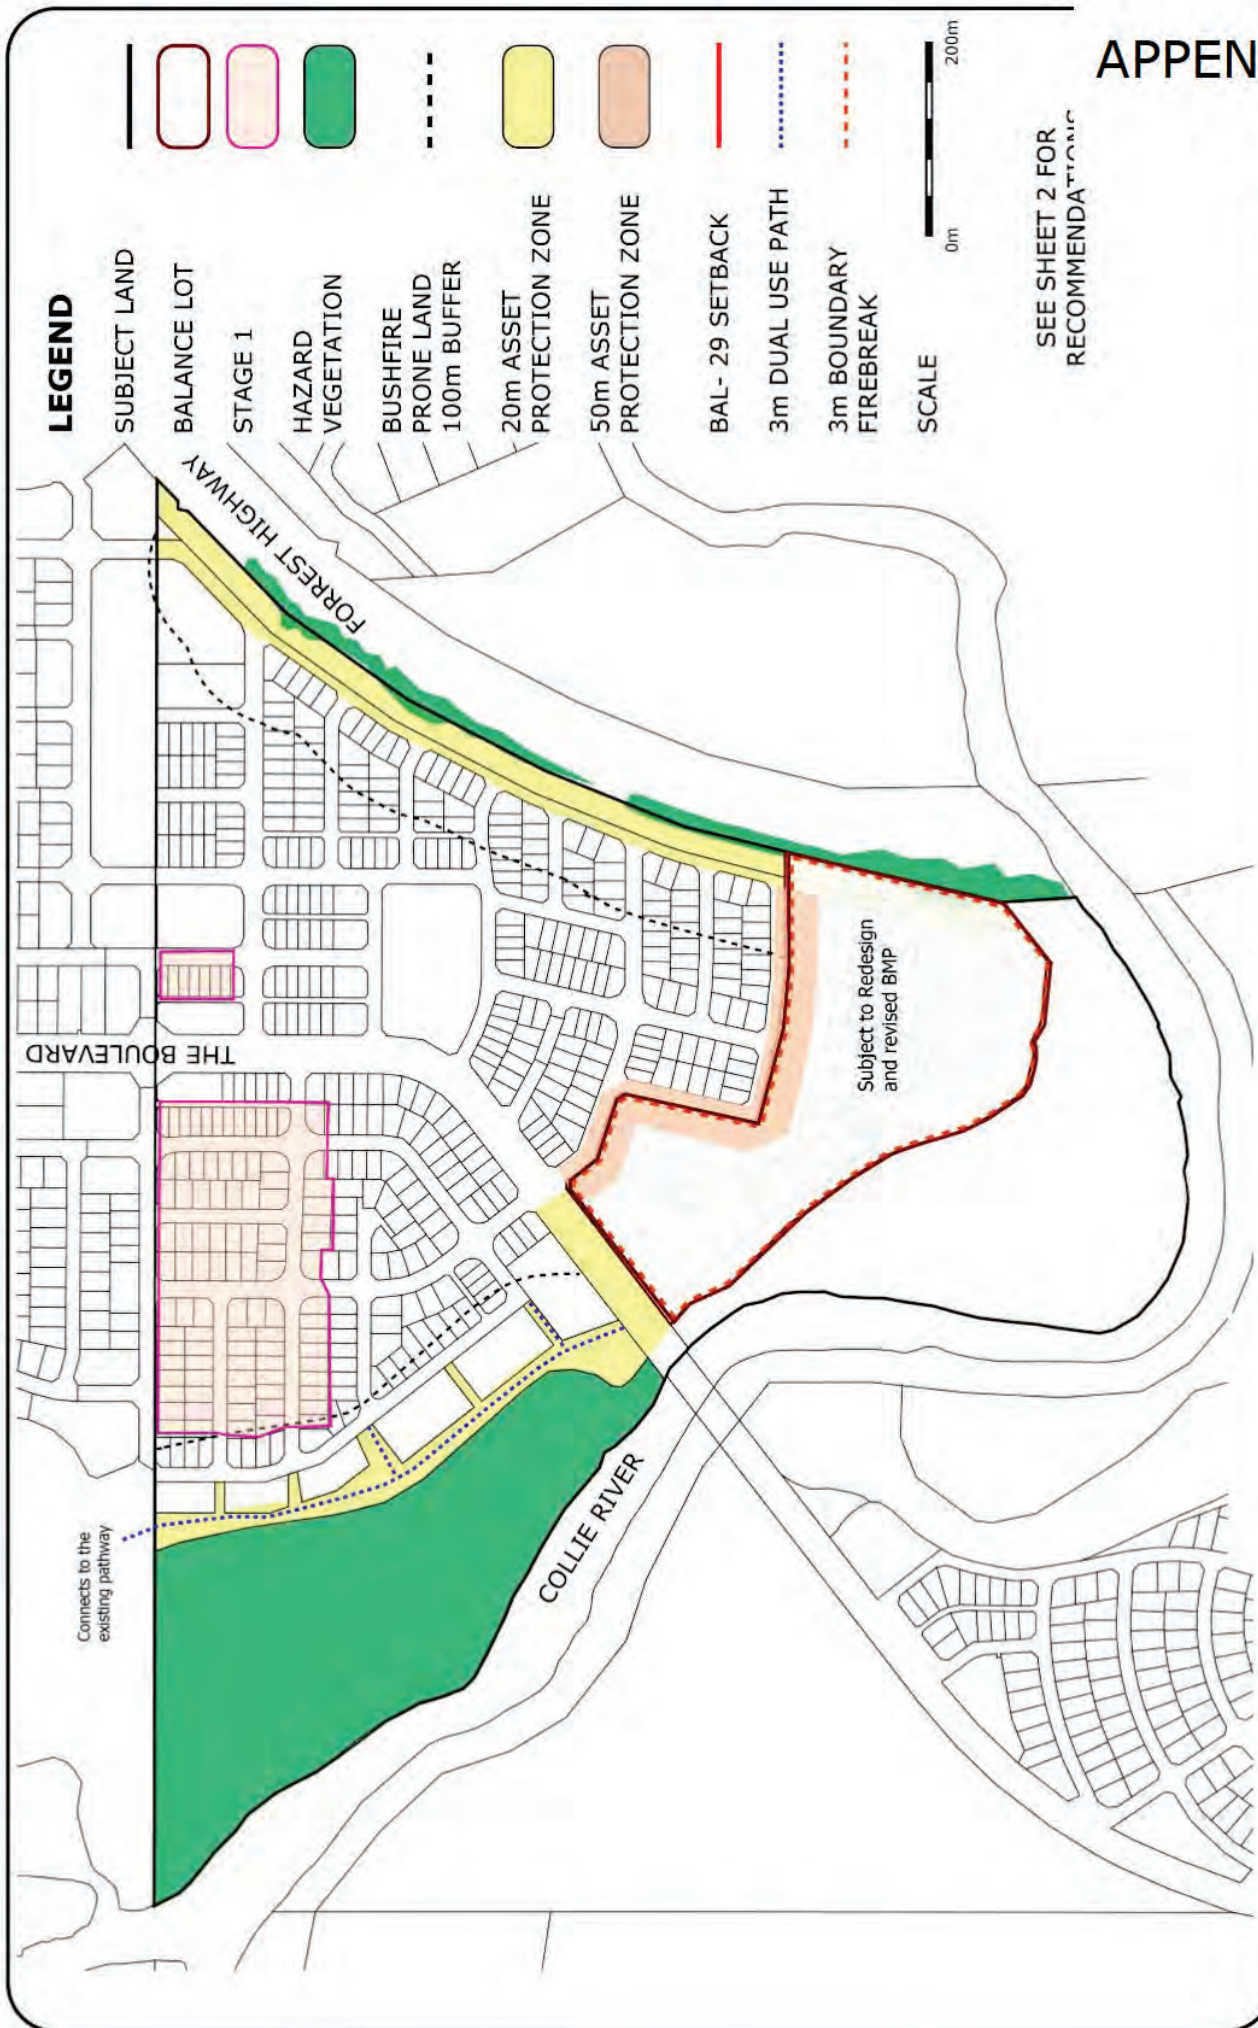 APPEN
LEGEND
SUBJECT LAND
BALANCE LOT
STAGE 1
HAZARD
VEGETATION
BUSHFIRE
PRONE LAND
100m BUFFER
20m ASSET
PROTECTION ZONE
50m ASSET
PROTECTION ZONE
BAL- 29 SETBACK
3m DUAL USE PATH
3m BOUNDARY
FIREBREAK
SCALE
0m
200m
SEE SHEET 2 FOR
RECOMMENDATIONS
FORREST HIGHWAY
THE BOULEVARD
Subject to Redesign
and revised BMP
Connects to the
existing pathway
COLLIE RIVER